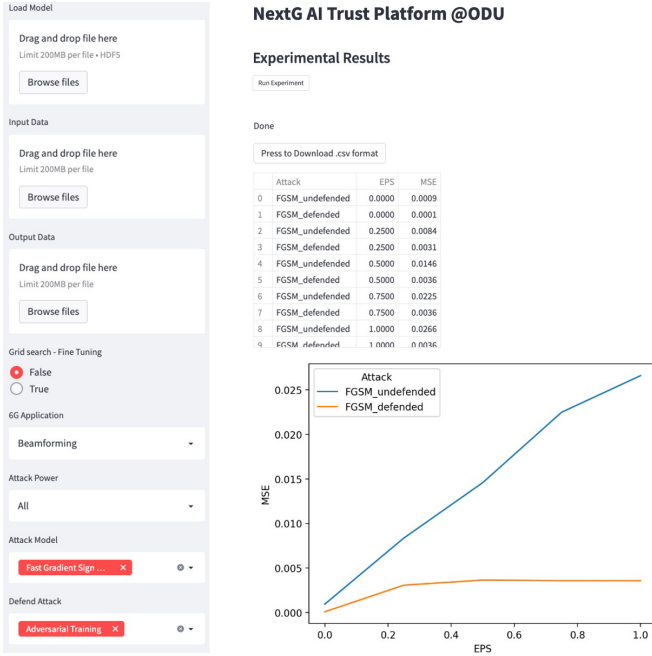 Load Model
Drag and drop file here
Limit 200MB per file • HDF5
Browse files
Input Data
Drag and drop file here
Limit 200MB per file
Browse files
Output Data
Drag and drop file here
Limit 200MB per file
Browse files
Grid search - Fine Tuning
False
True
6G Application
Beamforming
Attack Power
All
Attack Model
Fast Gradient Sign ... ×
Defend Attack
Adversarial Training ×
NextG AI Trust Platform @ODU
Experimental Results
Run Experiment
Done
Press to Download .csv format
Attack EPS MSE
0 FGSM_undefended 0.0000 0.0009
1 FGSM_defended 0.0000 0.0001
2 FGSM_undefended 0.2500 0.0084
3 FGSM_defended 0.2500 0.0031
4 FGSM_undefended 0.5000 0.0146
5 FGSM_defended 0.5000 0.0036
6 FGSM_undefended 0.7500 0.0225
7 FGSM_defended 0.7500 0.0036
8 FGSM_undefended 1.0000 0.0266
9 FGSM_defended 1.0000 0.0036
Attack
FGSM_undefended
FGSM_defended
0.025
0.020
0.015
0.010
0.005
0.000
MSE
0.0 0.2 0.4 0.6 0.8 1.0
EPS